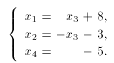 x₁ = x₃ + 8,
x₂ = −x₃ − 3,
x₄ = − 5.